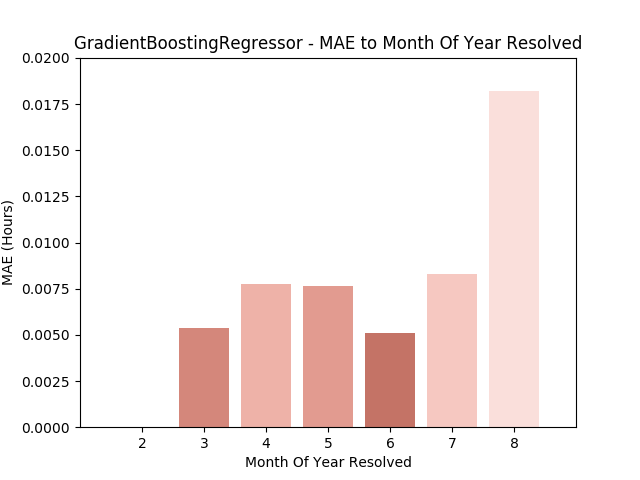 GradientBoostingRegressor - MAE to Month Of Year Resolved
0.0200
0.0175
0.0150
0.0125
0.0100
0.0075
0.0050
0.0025
0.0000
MAE (Hours)
2 3 4 5 6 7 8
Month Of Year Resolved